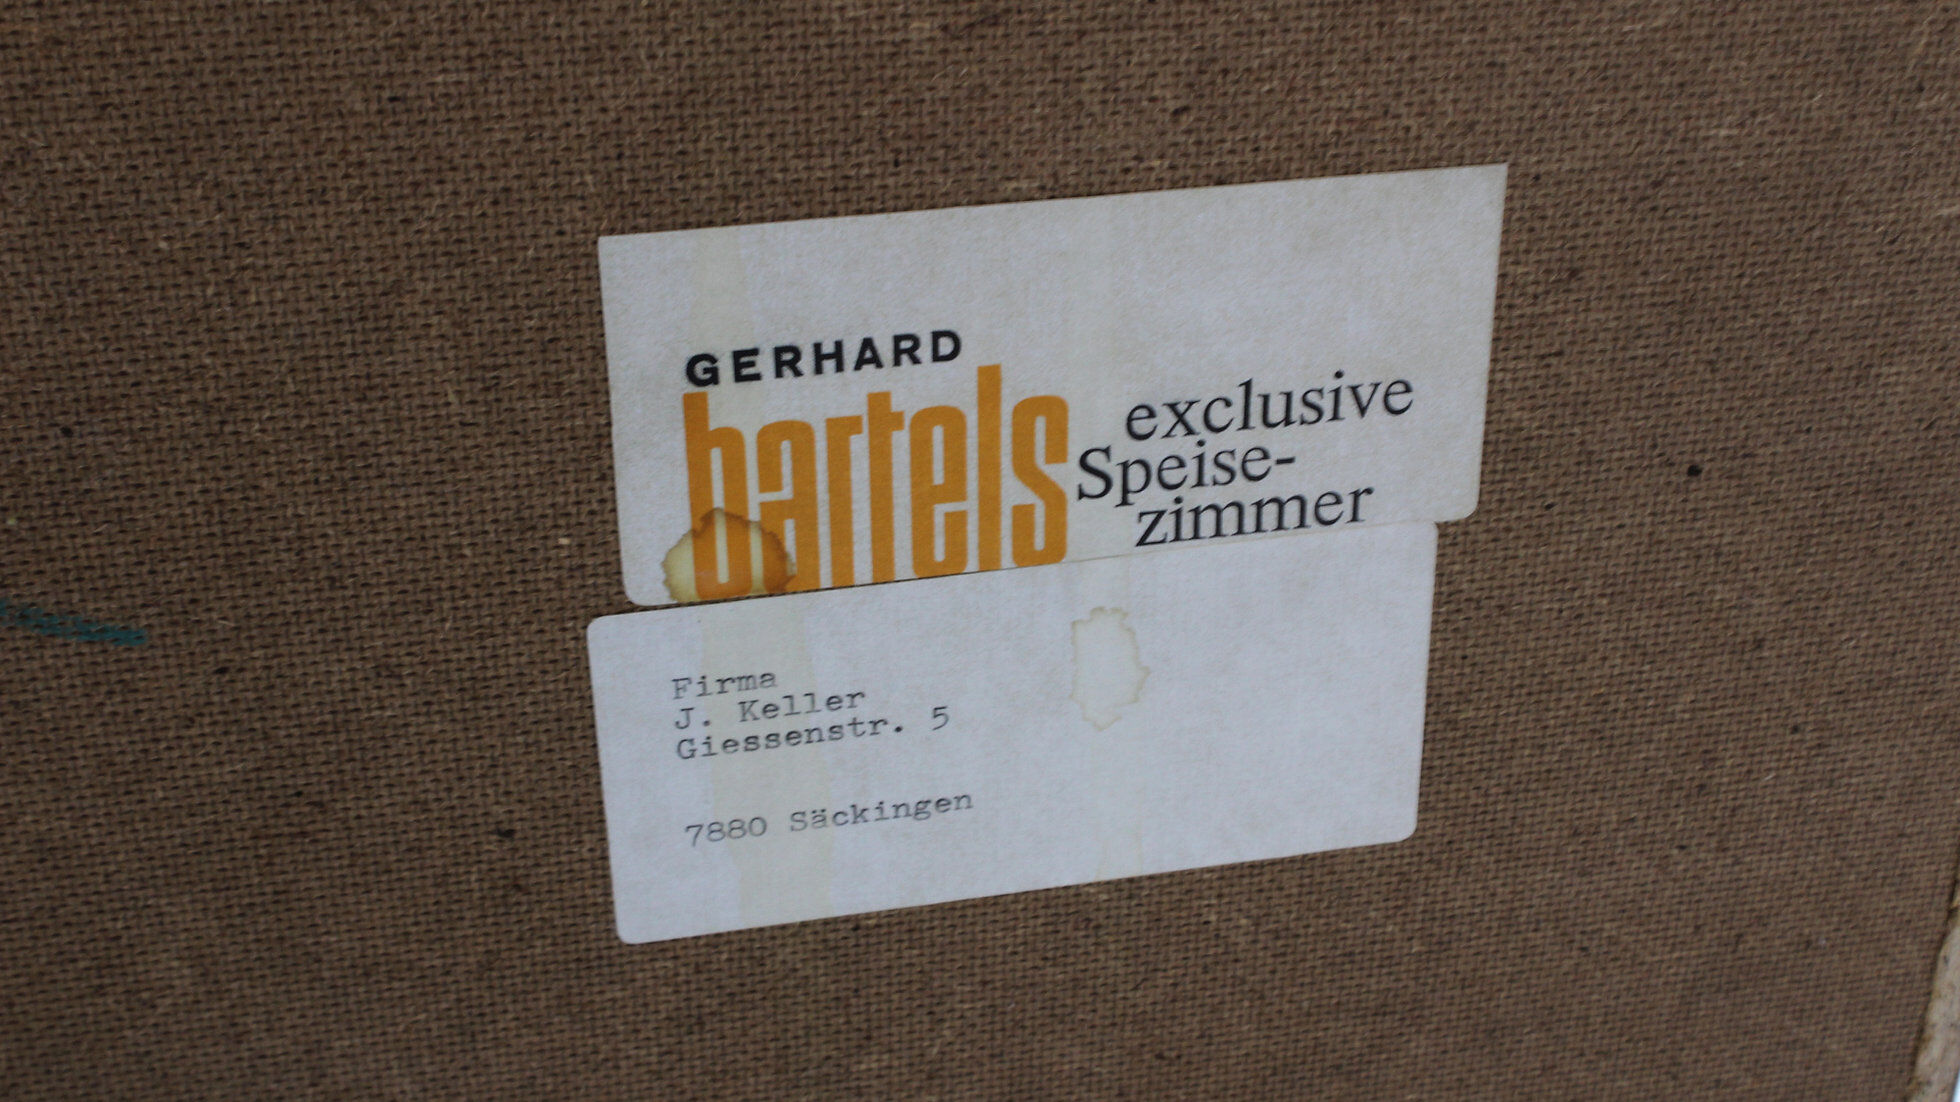 GERHARD
bartels
exclusive
Speise-
zimmer
Firma
J. Keller
Giessenstr. 5
7880 Säckingen